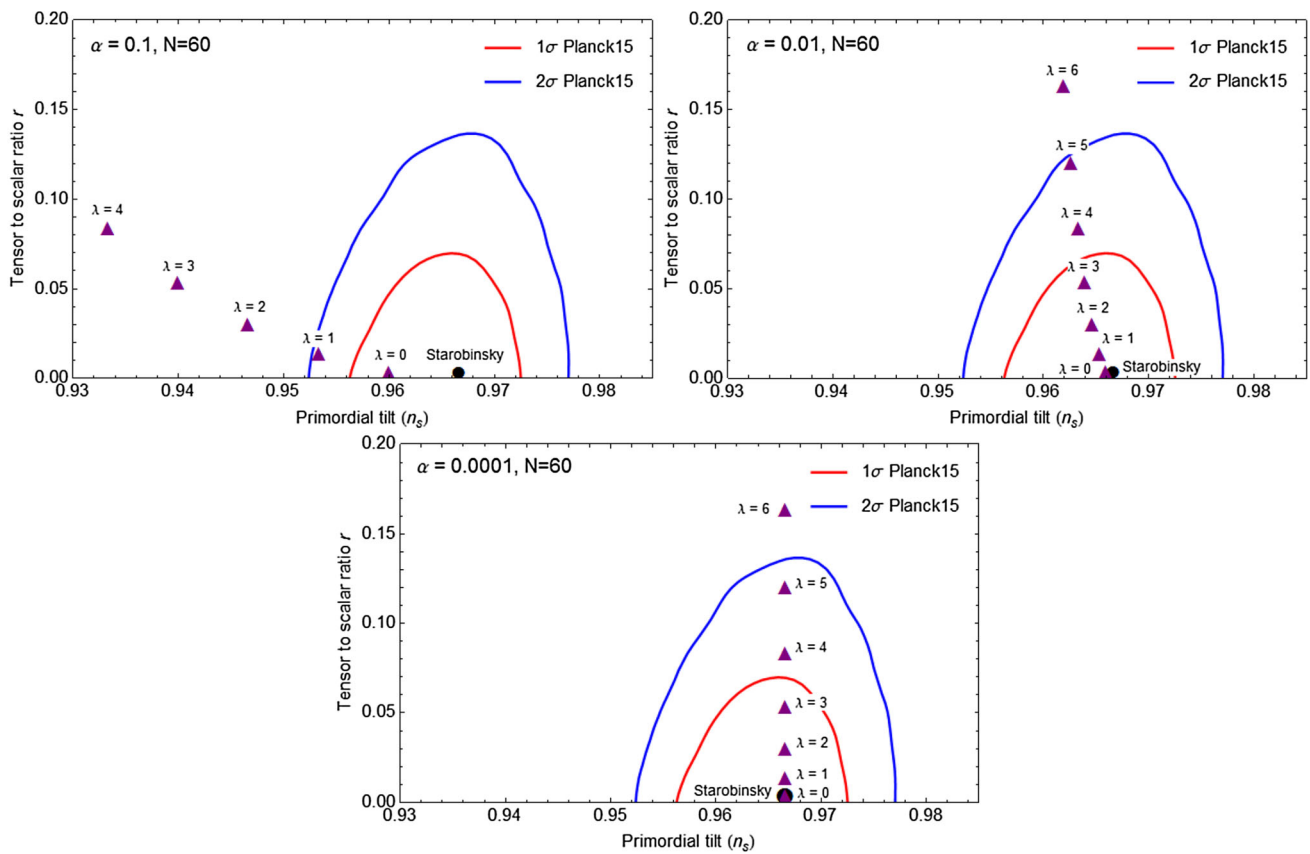 α = 0.1, N=60
1σ Planck15
2σ Planck15
λ = 4
λ = 3
λ = 2
λ = 1
λ = 0
Starobinsky
0.20
0.15
0.10
0.05
0.00
0.93
0.94
0.95
0.96
0.97
0.98
Tensor to scalar ratio r
Primordial tilt (nₛ)
α = 0.01, N=60
1σ Planck15
2σ Planck15
λ = 6
λ = 5
λ = 4
λ = 3
λ = 2
λ = 1
λ = 0
Starobinsky
0.20
0.15
0.10
0.05
0.00
0.93
0.94
0.95
0.96
0.97
0.98
Tensor to scalar ratio r
Primordial tilt (nₛ)
α = 0.0001, N=60
1σ Planck15
2σ Planck15
λ = 6
λ = 5
λ = 4
λ = 3
λ = 2
λ = 1
Starobinsky
λ = 0
0.20
0.15
0.10
0.05
0.00
0.93
0.94
0.95
0.96
0.97
0.98
Tensor to scalar ratio r
Primordial tilt (nₛ)